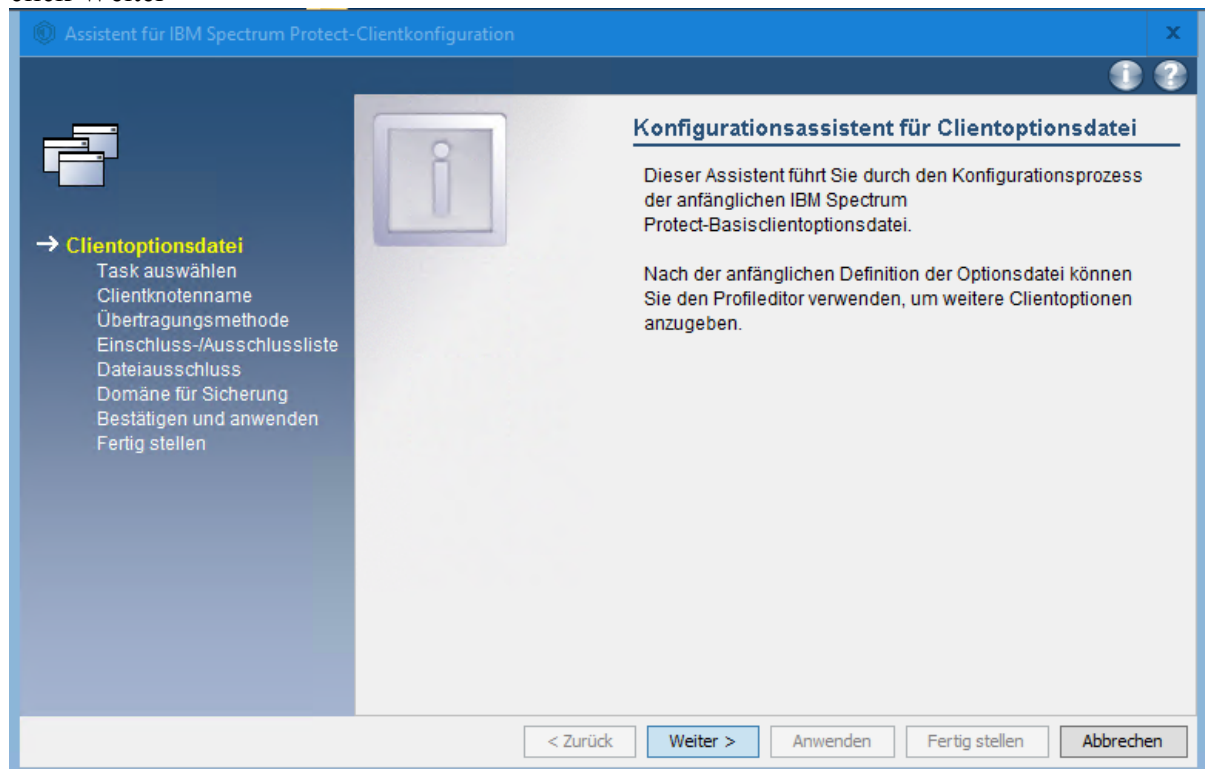 click Weiter
Assistent für IBM Spectrum Protect-Clientkonfiguration
Konfigurationsassistent für Clientoptionsdatei
Dieser Assistent führt Sie durch den Konfigurationsprozess
der anfänglichen IBM Spectrum
Protect-Basisclientoptionsdatei.
Nach der anfänglichen Definition der Optionsdatei können
Sie den Profileditor verwenden, um weitere Clientoptionen
anzugeben.
→ Clientoptionsdatei
Task auswählen
Clientknotenname
Übertragungsmethode
Einschluss-/Ausschlussliste
Dateiausschluss
Domäne für Sicherung
Bestätigen und anwenden
Fertig stellen
< Zurück
Weiter >
Anwenden
Fertig stellen
Abbrechen